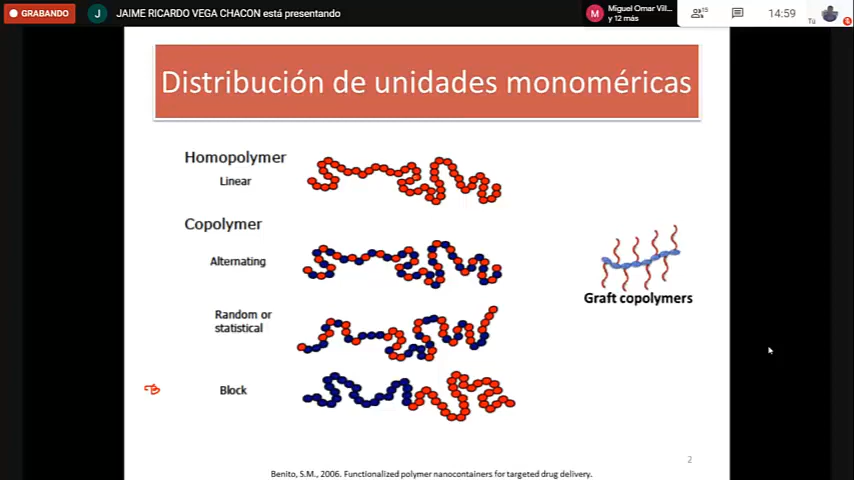 GRABANDO
J
JAIME RICARDO VEGA CHACON está presentando
M
Miguel Omar Vill...
y 12 más
15
14:59
Tú
Distribución de unidades monoméricas
Homopolymer
Linear
Copolymer
Alternating
Graft copolymers
Random or
statistical
Block
2
Benito, S.M., 2006. Functionalized polymer nanocontainers for targeted drug delivery.